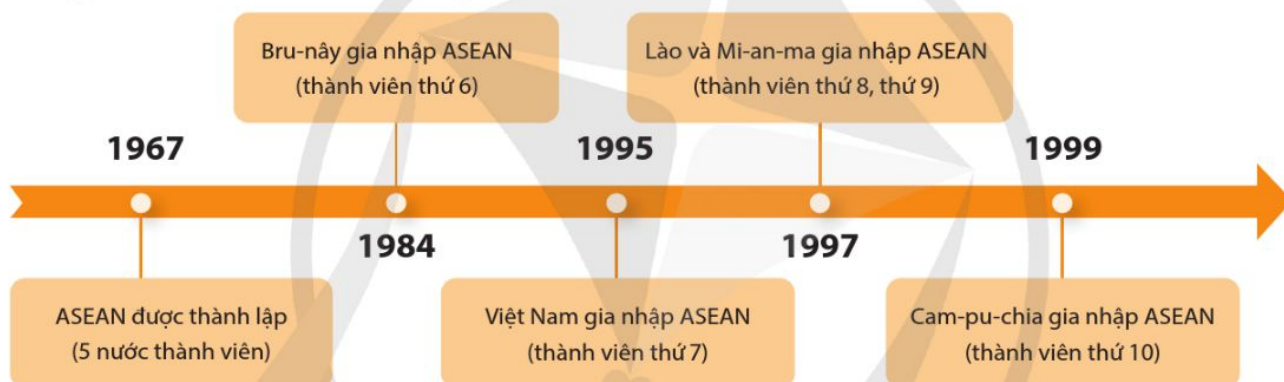 Bru-nây gia nhập ASEAN
(thành viên thứ 6)
Lào và Mi-an-ma gia nhập ASEAN
(thành viên thứ 8, thứ 9)
1967
1995
1999
1984
1997
ASEAN được thành lập
(5 nước thành viên)
Việt Nam gia nhập ASEAN
(thành viên thứ 7)
Cam-pu-chia gia nhập ASEAN
(thành viên thứ 10)